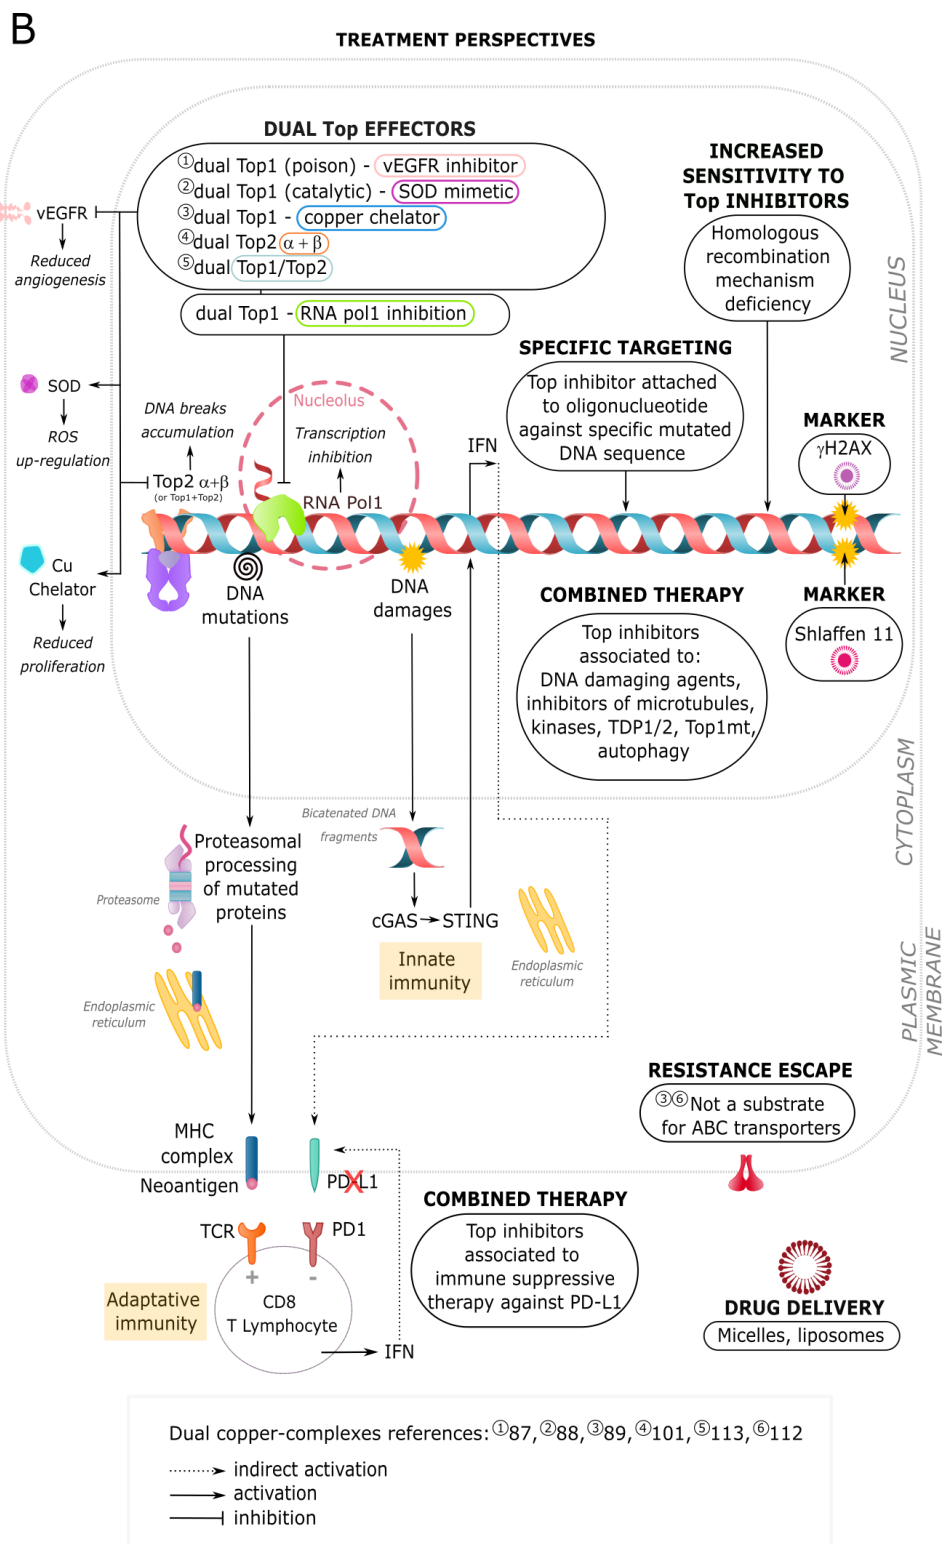 B
TREATMENT PERSPECTIVES
DUAL Top EFFECTORS
①dual Top1 (poison) - vEGFR inhibitor
②dual Top1 (catalytic) - SOD mimetic
③dual Top1 - copper chelator
④dual Top2 α + β
⑤dual Top1/Top2
dual Top1 - RNA pol1 inhibition
INCREASED
SENSITIVITY TO
Top INHIBITORS
Homologous
recombination
mechanism
deficiency
NUCLEUS
vEGFR
Reduced
angiogenesis
SOD
ROS
up-regulation
DNA breaks
accumulation
Top2 α+β
(or Top1+Top2)
Nucleolus
Transcription
inhibition
RNA Pol1
IFN
SPECIFIC TARGETING
Top inhibitor attached
to oligonucleotide
against specific mutated
DNA sequence
MARKER
γH2AX
Cu
Chelator
Reduced
proliferation
DNA
mutations
DNA
damages
COMBINED THERAPY
Top inhibitors
associated to:
DNA damaging agents,
inhibitors of microtubules,
kinases, TDP1/2, Top1mt,
autophagy
MARKER
Shlaffen 11
CYTOPLASM
Bicatenated DNA
fragments
Proteasomal
processing
of mutated
proteins
Proteasome
cGAS
STING
Innate
immunity
Endoplasmic
reticulum
Endoplasmic
reticulum
PLASMIC
MEMBRANE
RESISTANCE ESCAPE
③⑥Not a substrate
for ABC transporters
MHC
complex
Neoantigen
PD-L1
TCR
PD1
+
-
CD8
T Lymphocyte
IFN
Adaptative
immunity
COMBINED THERAPY
Top inhibitors
associated to
immune suppressive
therapy against PD-L1
DRUG DELIVERY
Micelles, liposomes
Dual copper-complexes references: ①87, ②88, ③89, ④101, ⑤113, ⑥112
indirect activation
activation
inhibition